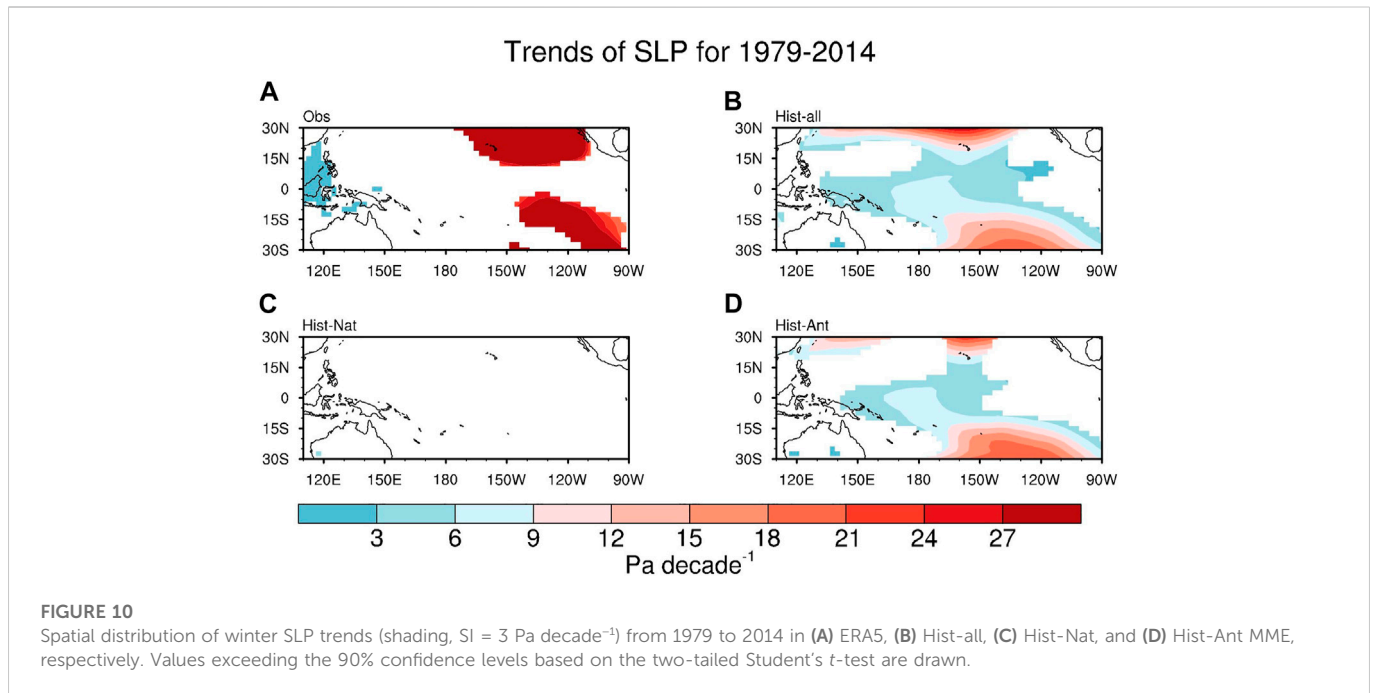 Trends of SLP for 1979-2014
A
B
Obs
Hist-all
30N
15N
0
15S
30S
120E 150E 180 150W 120W 90W
30N
15N
0
15S
30S
120E 150E 180 150W 120W 90W
C
D
Hist-Nat
Hist-Ant
30N
15N
0
15S
30S
120E 150E 180 150W 120W 90W
30N
15N
0
15S
30S
120E 150E 180 150W 120W 90W
3 6 9 12 15 18 21 24 27
Pa decade⁻¹
FIGURE 10
Spatial distribution of winter SLP trends (shading, SI = 3 Pa decade⁻¹) from 1979 to 2014 in (A) ERA5, (B) Hist-all, (C) Hist-Nat, and (D) Hist-Ant MME,
respectively. Values exceeding the 90% confidence levels based on the two-tailed Student's t-test are drawn.